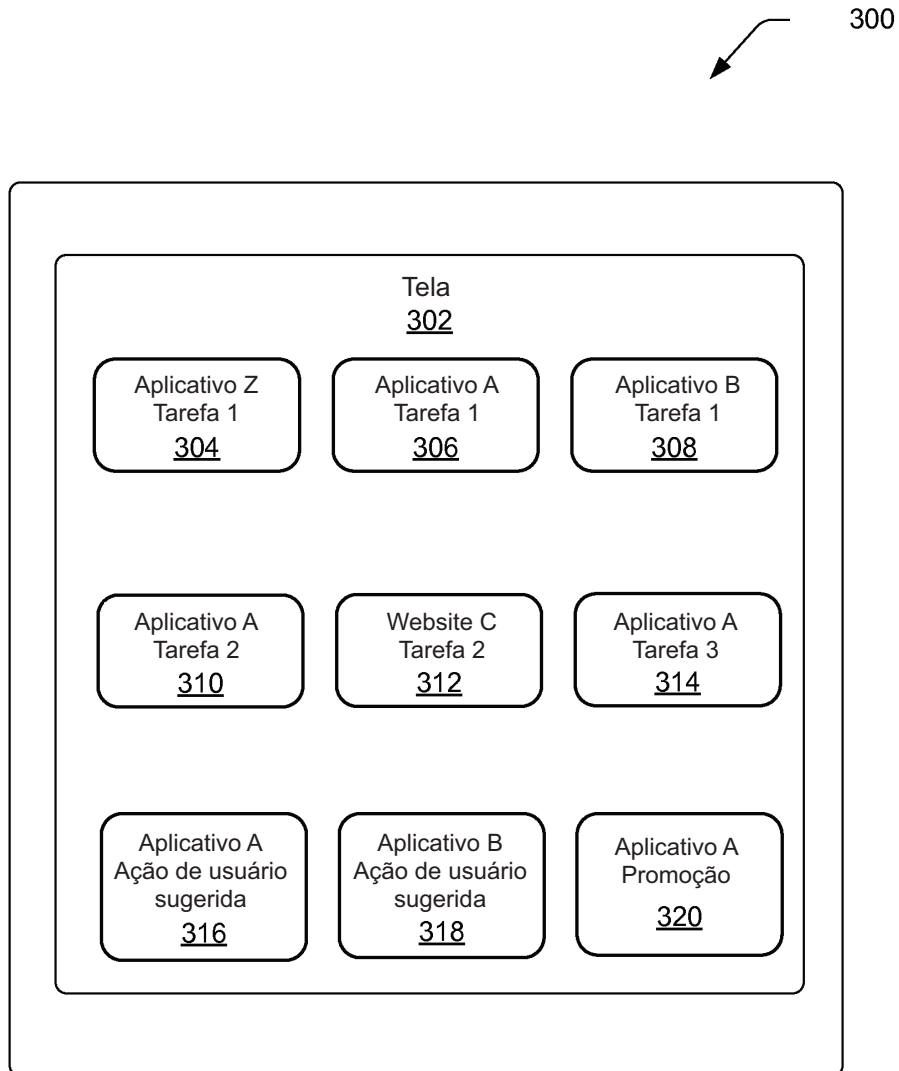 300
Tela
302
Aplicativo Z
Tarefa 1
304
Aplicativo A
Tarefa 1
306
Aplicativo B
Tarefa 1
308
Aplicativo A
Tarefa 2
310
Website C
Tarefa 2
312
Aplicativo A
Tarefa 3
314
Aplicativo A
Ação de usuário
sugerida
316
Aplicativo B
Ação de usuário
sugerida
318
Aplicativo A
Promoção
320